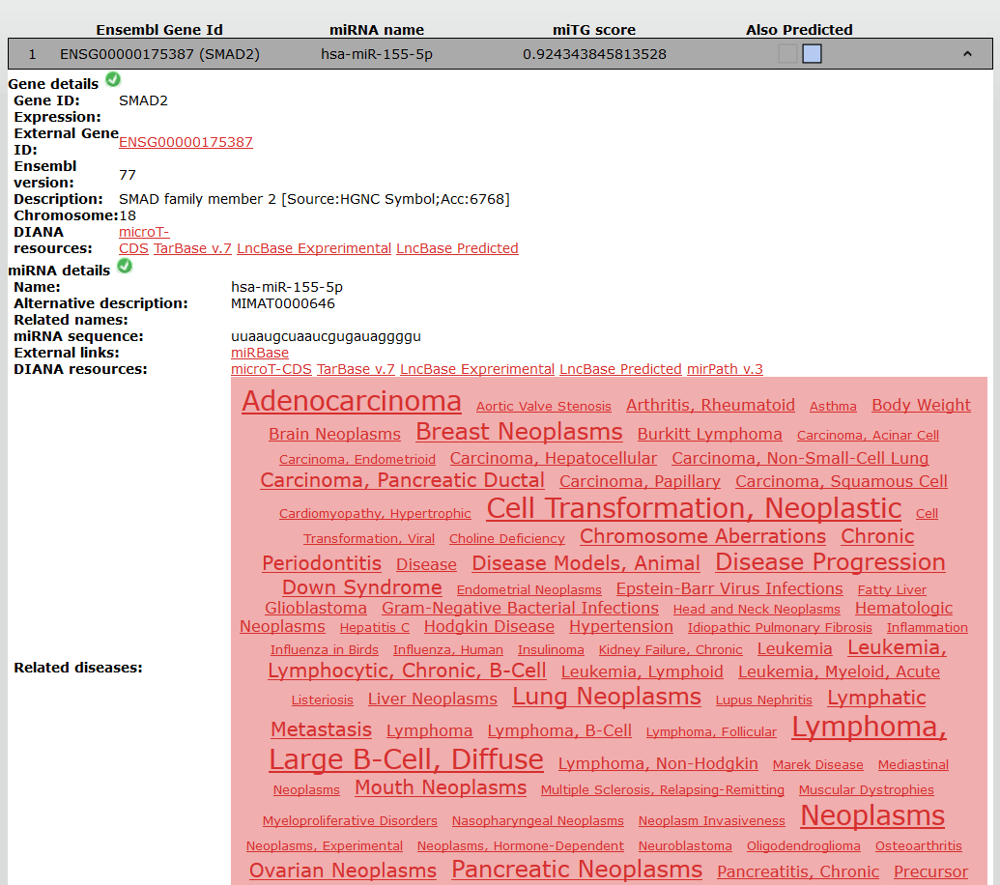 Ensembl Gene Id miRNA name miTG score Also Predicted
1 ENSG00000175387 (SMAD2) hsa-miR-155-5p 0.924343845813528
Gene details
Gene ID: SMAD2
Expression:
External Gene ID: ENSG00000175387
Ensembl version: 77
Description: SMAD family member 2 [Source:HGNC Symbol;Acc:6768]
Chromosome: 18
DIANA resources: microT-
CDS TarBase v.7 LncBase Exprerimental LncBase Predicted
miRNA details
Name: hsa-miR-155-5p
Alternative description: MIMAT0000646
Related names:
miRNA sequence: uuaaugcuaaucgugauaggggu
External links: miRBase
DIANA resources: microT-CDS TarBase v.7 LncBase Exprerimental LncBase Predicted mirPath v.3
Related diseases:
Adenocarcinoma Aortic Valve Stenosis Arthritis, Rheumatoid Asthma Body Weight
Brain Neoplasms Breast Neoplasms Burkitt Lymphoma Carcinoma, Acinar Cell
Carcinoma, Endometrioid Carcinoma, Hepatocellular Carcinoma, Non-Small-Cell Lung
Carcinoma, Pancreatic Ductal Carcinoma, Papillary Carcinoma, Squamous Cell
Cardiomyopathy, Hypertrophic Cell Transformation, Neoplastic Cell
Transformation, Viral Choline Deficiency Chromosome Aberrations Chronic
Periodontitis Disease Disease Models, Animal Disease Progression
Down Syndrome Endometrial Neoplasms Epstein-Barr Virus Infections Fatty Liver
Glioblastoma Gram-Negative Bacterial Infections Head and Neck Neoplasms Hematologic
Neoplasms Hepatitis C Hodgkin Disease Hypertension Idiopathic Pulmonary Fibrosis Inflammation
Influenza in Birds Influenza, Human Insulinoma Kidney Failure, Chronic Leukemia Leukemia,
Lymphocytic, Chronic, B-Cell Leukemia, Lymphoid Leukemia, Myeloid, Acute
Listeriosis Liver Neoplasms Lung Neoplasms Lupus Nephritis Lymphatic
Metastasis Lymphoma Lymphoma, B-Cell Lymphoma, Follicular Lymphoma,
Large B-Cell, Diffuse Lymphoma, Non-Hodgkin Marek Disease Mediastinal
Neoplasms Mouth Neoplasms Multiple Sclerosis, Relapsing-Remitting Muscular Dystrophies
Myeloproliferative Disorders Nasopharyngeal Neoplasms Neoplasm Invasiveness Neoplasms
Neoplasms, Experimental Neoplasms, Hormone-Dependent Neuroblastoma Oligodendroglioma Osteoarthritis
Ovarian Neoplasms Pancreatic Neoplasms Pancreatitis, Chronic Precursor